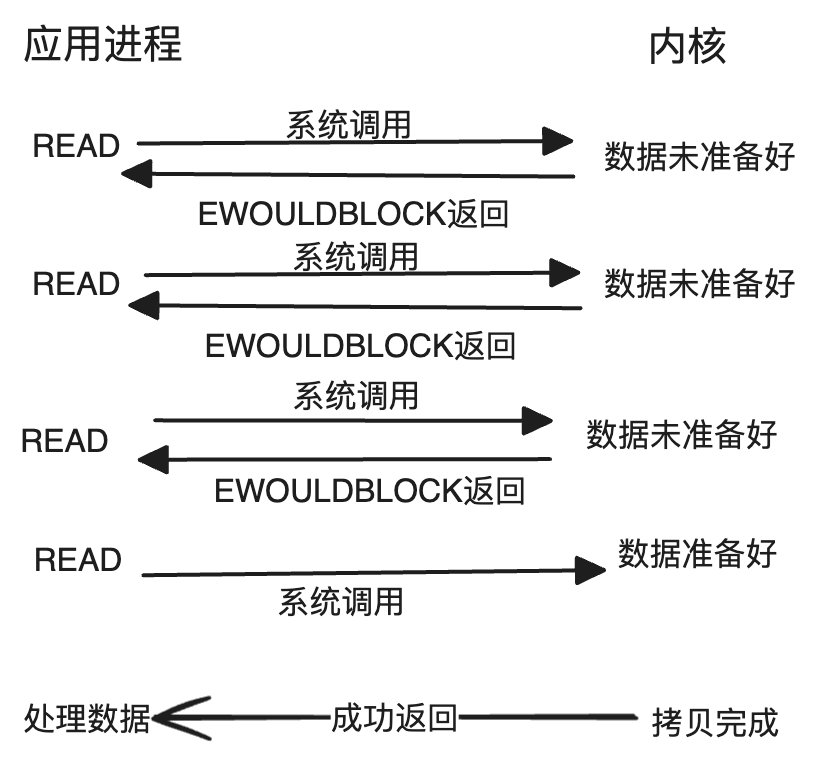 应用进程
内核
READ
系统调用
数据未准备好
EWOULDBLOCK返回
READ
系统调用
数据未准备好
EWOULDBLOCK返回
READ
系统调用
数据未准备好
EWOULDBLOCK返回
READ
系统调用
数据准备好
处理数据
成功返回
拷贝完成